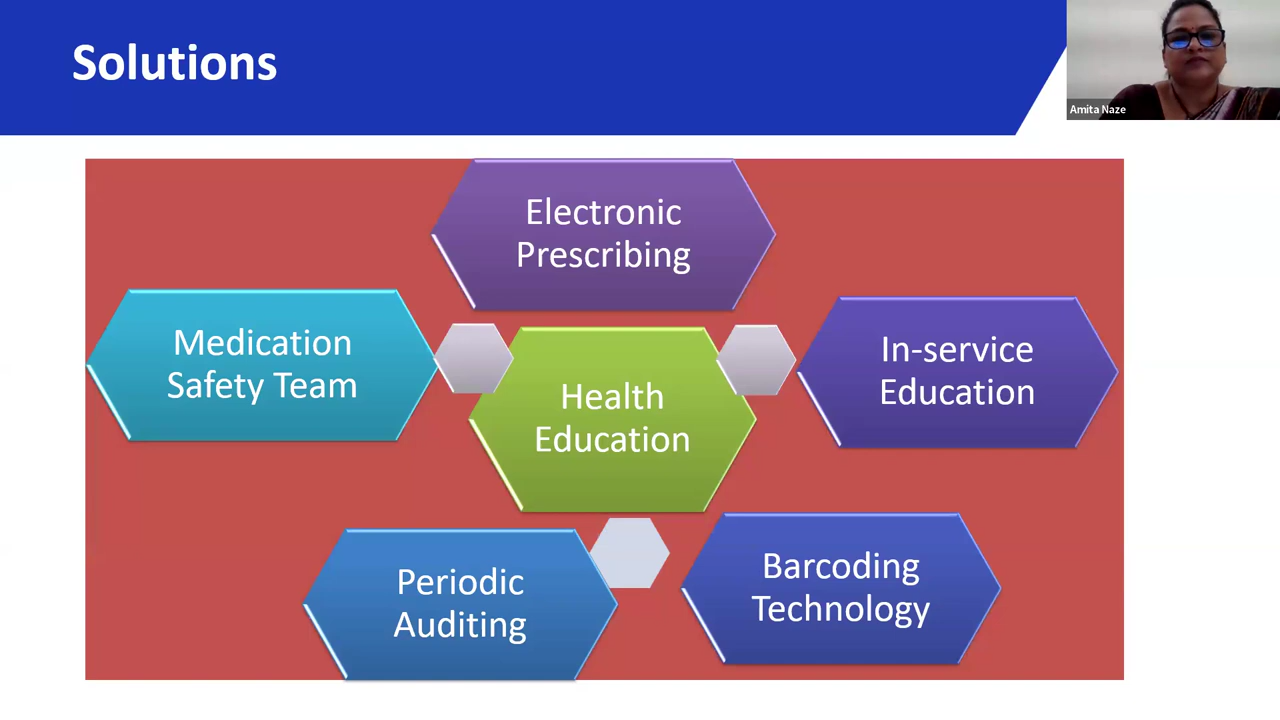 Solutions
Amita Naze
Electronic
Prescribing
Medication
Safety Team
In-service
Education
Health
Education
Periodic
Auditing
Barcoding
Technology